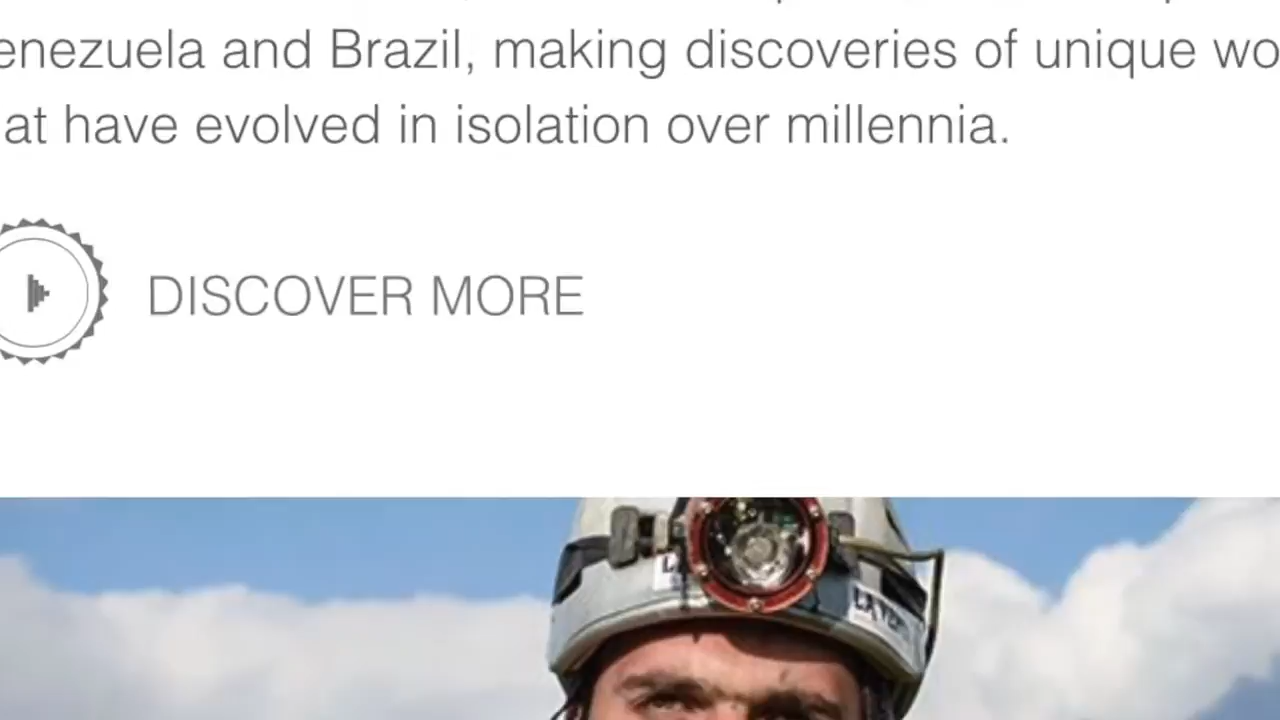 enezuela and Brazil, making discoveries of unique wo
at have evolved in isolation over millennia.
DISCOVER MORE